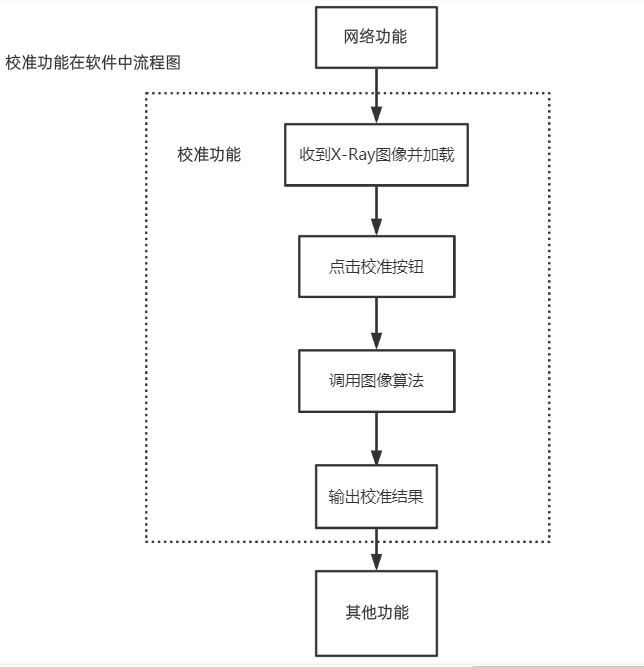 网络功能
校准功能在软件中流程图
校准功能
收到X-Ray图像并加载
点击校准按钮
调用图像算法
输出校准结果
其他功能